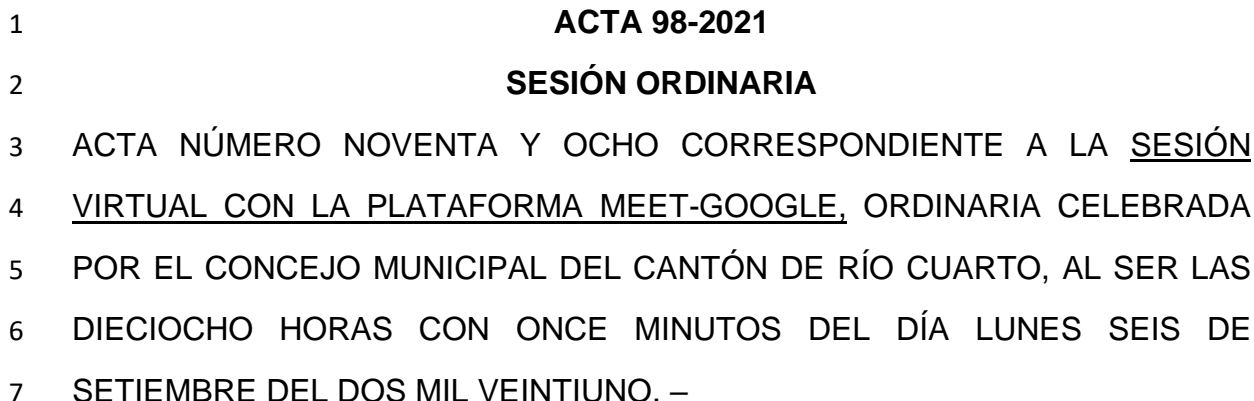 1 ACTA 98-2021
2 SESIÓN ORDINARIA
3 ACTA NÚMERO NOVENTA Y OCHO CORRESPONDIENTE A LA SESIÓN
4 VIRTUAL CON LA PLATAFORMA MEET-GOOGLE, ORDINARIA CELEBRADA
5 POR EL CONCEJO MUNICIPAL DEL CANTÓN DE RÍO CUARTO, AL SER LAS
6 DIECIOCHO HORAS CON ONCE MINUTOS DEL DÍA LUNES SEIS DE
7 SETIEMBRE DEL DOS MIL VEINTIUNO. –